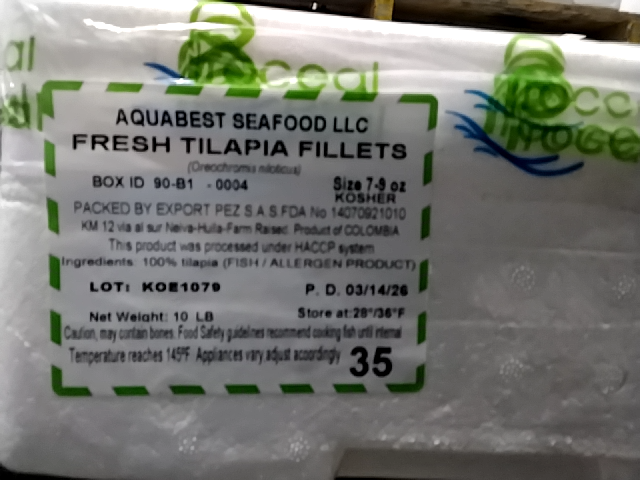 AQUABEST SEAFOOD LLC
FRESH TILAPIA FILLETS
(Oreochromis niloticus)
BOX ID 90-B1 - 0004 Size 7-9 oz
KOSHER
PACKED BY EXPORT PEZ S.A.S.FDA No 14070921010
KM 12 via al sur Neiva-Huila-Farm Raised. Product of COLOMBIA
This product was processed under HACCP system
Ingredients: 100% tilapia (FISH / ALLERGEN PRODUCT)
LOT: KOE1079 P. D. 03/14/26
Net Weight: 10 LB Store at:28°/36°F
Caution, may contain bones. Food Safety guidelines recommend cooking fish until internal
Temperature reaches 145ºF. Appliances vary adjust acoordingly 35